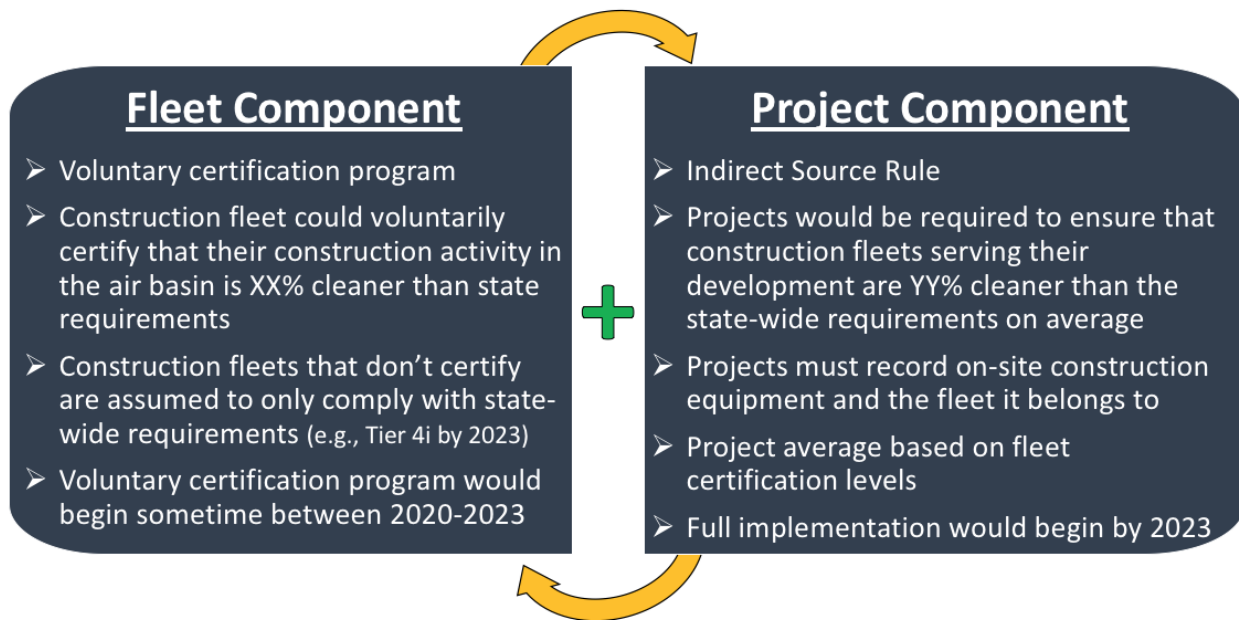 Fleet Component
➢ Voluntary certification program
➢ Construction fleet could voluntarily
certify that their construction activity in
the air basin is XX% cleaner than state
requirements
➢ Construction fleets that don’t certify
are assumed to only comply with state-
wide requirements (e.g., Tier 4i by 2023)
➢ Voluntary certification program would
begin sometime between 2020-2023
Project Component
➢ Indirect Source Rule
➢ Projects would be required to ensure that
construction fleets serving their
development are YY% cleaner than the
state-wide requirements on average
➢ Projects must record on-site construction
equipment and the fleet it belongs to
➢ Project average based on fleet
certification levels
➢ Full implementation would begin by 2023